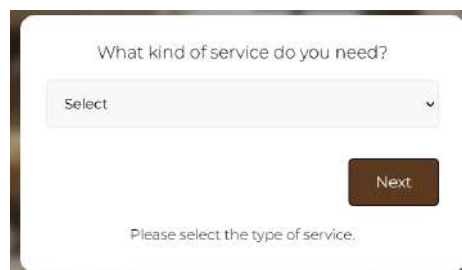 What kind of service do you need?
Select
Next
Please select the type of service.